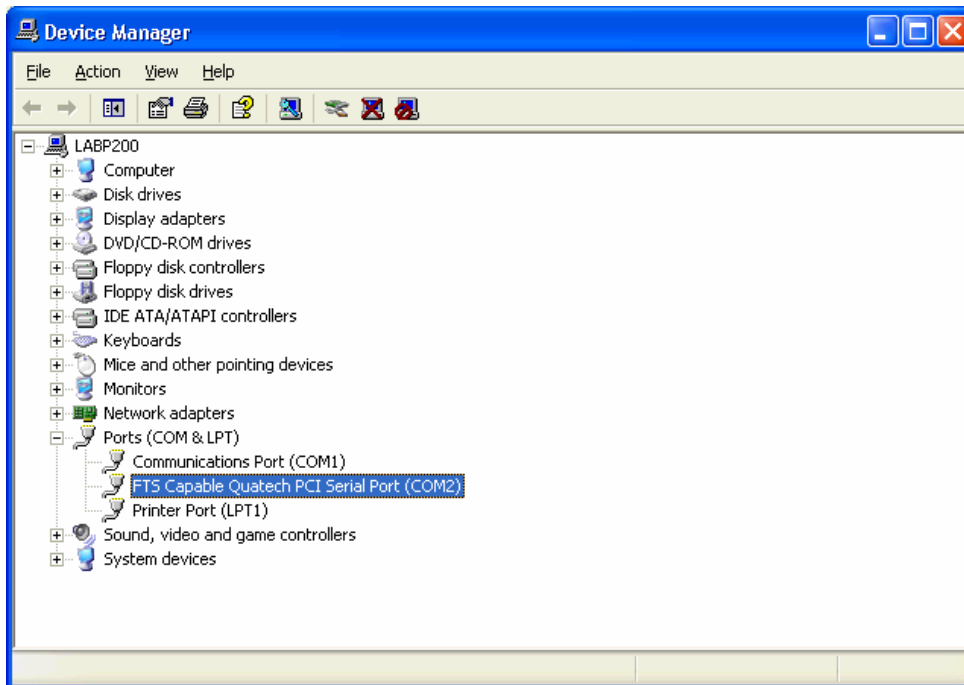 Device Manager
File Action View Help
LABP200
Computer
Disk drives
Display adapters
DVD/CD-ROM drives
Floppy disk controllers
Floppy disk drives
IDE ATA/ATAPI controllers
Keyboards
Mice and other pointing devices
Monitors
Network adapters
Ports (COM & LPT)
Communications Port (COM1)
FTS Capable Quatech PCI Serial Port (COM2)
Printer Port (LPT1)
Sound, video and game controllers
System devices